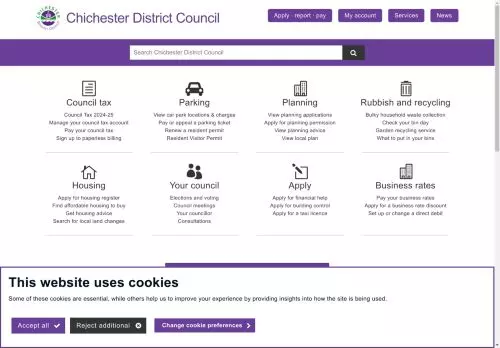 Chichester District Council
Apply · report · pay
My account
Services
News
Search Chichester District Council
Council tax
Council Tax 2024-25
Manage your council tax account
Pay your council tax
Sign up to paperless billing
Parking
View car park locations & charges
Pay or appeal a parking ticket
Renew a resident permit
Resident Visitor Permit
Planning
View planning applications
Apply for planning permission
View planning advice
View local plan
Rubbish and recycling
Bulky household waste collection
Check your bin day
Garden recycling service
What to put in your bins
Housing
Apply for housing register
Find affordable housing to buy
Get housing advice
Search for local land changes
Your council
Elections and voting
Council meetings
Your councillor
Consultations
Apply
Apply for financial help
Apply for building control
Apply for a taxi licence
Business rates
Pay your business rates
Apply for a business rate discount
Set up or change a direct debit
This website uses cookies
Some of these cookies are essential, while others help us to improve your experience by providing insights into how the site is being used.
Accept all
Reject additional
Change cookie preferences